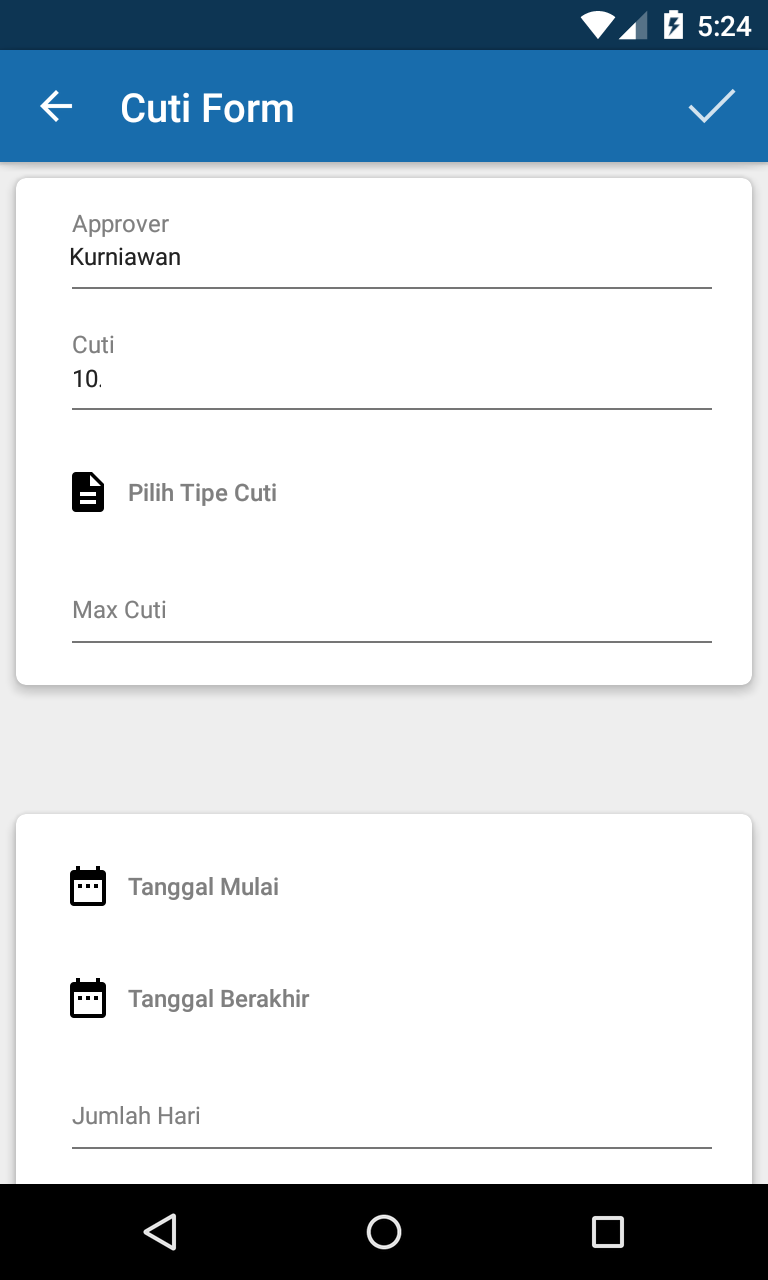 5:24
Cuti Form
Approver
Kurniawan
Cuti
10.
Pilih Tipe Cuti
Max Cuti
Tanggal Mulai
Tanggal Berakhir
Jumlah Hari